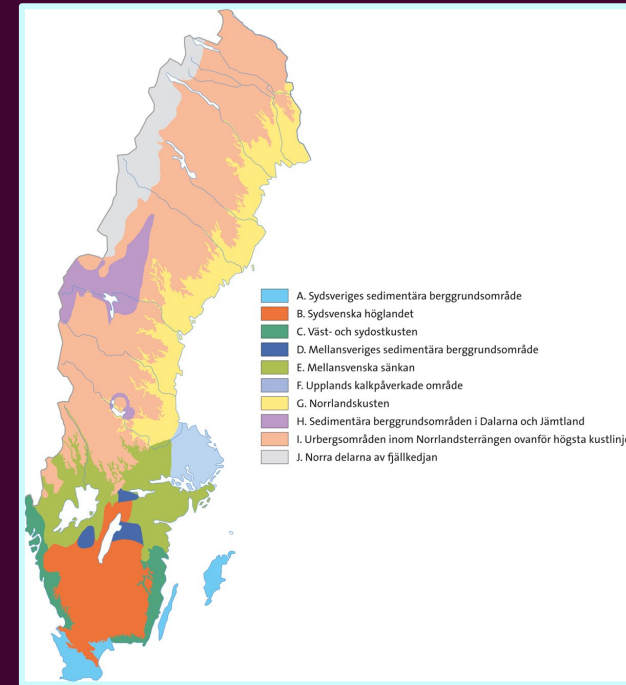 A. Sydsveriges sedimentära berggrundsområde
B. Sydsvenska höglandet
C. Väst- och sydostkusten
D. Mellansveriges sedimentära berggrundsområde
E. Mellansvenska sänkan
F. Upplands kalkpåverkade område
G. Norrlandskusten
H. Sedimentära berggrundsområden i Dalarna och Jämtland
I. Urbergsområden inom Norrlandsterrängen ovanför högsta kustlinje
J. Norra delarna av fjällkedjan